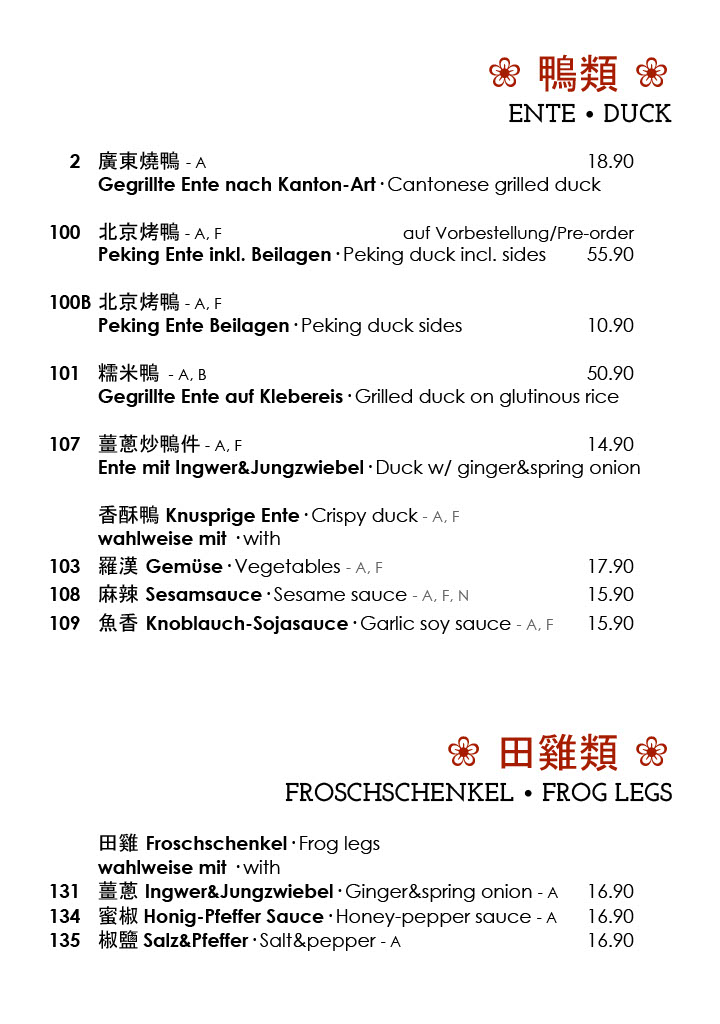 鴨類
ENTE • DUCK
2 廣東燒鴨 - A 18.90
Gegrillte Ente nach Kanton-Art · Cantonese grilled duck
100 北京烤鴨 - A, F auf Vorbestellung/Pre-order
Peking Ente inkl. Beilagen · Peking duck incl. sides 55.90
100B 北京烤鴨 - A, F
Peking Ente Beilagen · Peking duck sides 10.90
101 糯米鴨 - A, B 50.90
Gegrillte Ente auf Klebereis · Grilled duck on glutinous rice
107 薑蔥炒鴨件 - A, F 14.90
Ente mit Ingwer&Jungzwiebel · Duck w/ ginger&spring onion
香酥鴨 Knusprige Ente · Crispy duck - A, F
wahlweise mit · with
103 羅漢 Gemüse · Vegetables - A, F 17.90
108 麻辣 Sesamsauce · Sesame sauce - A, F, N 15.90
109 魚香 Knoblauch-Sojasauce · Garlic soy sauce - A, F 15.90
田雞類
FROSCHSCHENKEL • FROG LEGS
田雞 Froschschenkel · Frog legs
wahlweise mit · with
131 薑蔥 Ingwer&Jungzwiebel · Ginger&spring onion - A 16.90
134 蜜椒 Honig-Pfeffer Sauce · Honey-pepper sauce - A 16.90
135 椒鹽 Salz&Pfeffer · Salt&pepper - A 16.90